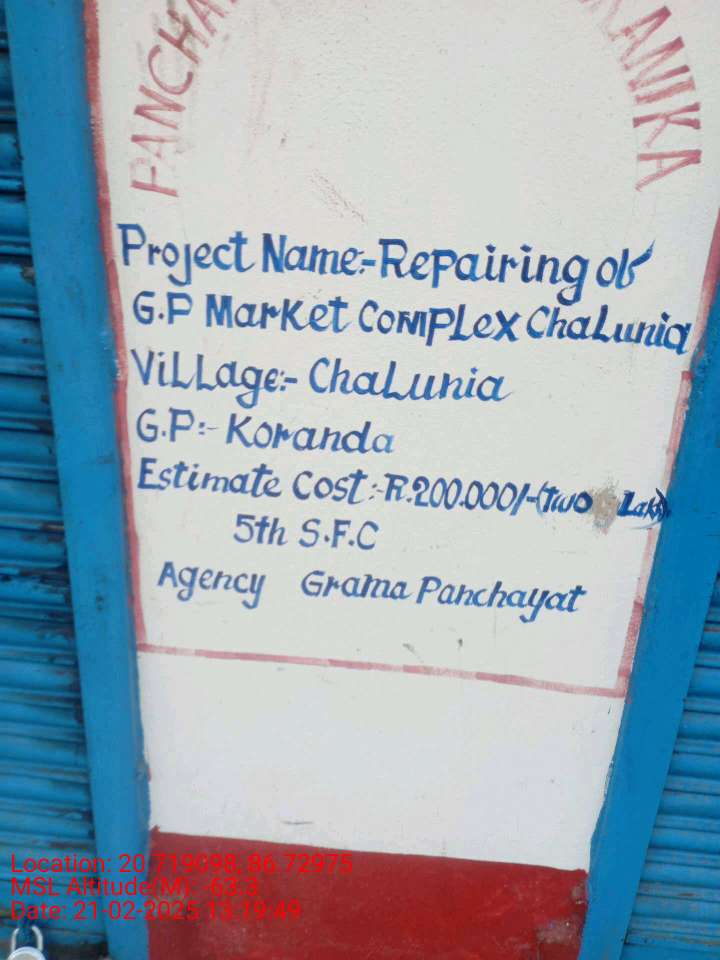 PANCHA
KANIKA
Project Name:-Repairing of
G.P Market Complex Chalunia
Village:- Chalunia
G.P:- Koranda
Estimate Cost:-R.200.000/-(Two Lakh)
5th S.F.C
Agency Grama Panchayat
Location: 20.719098, 86.72975
MSL Altitude(M): -63.3
Date: 21-02-2025 13:19:49